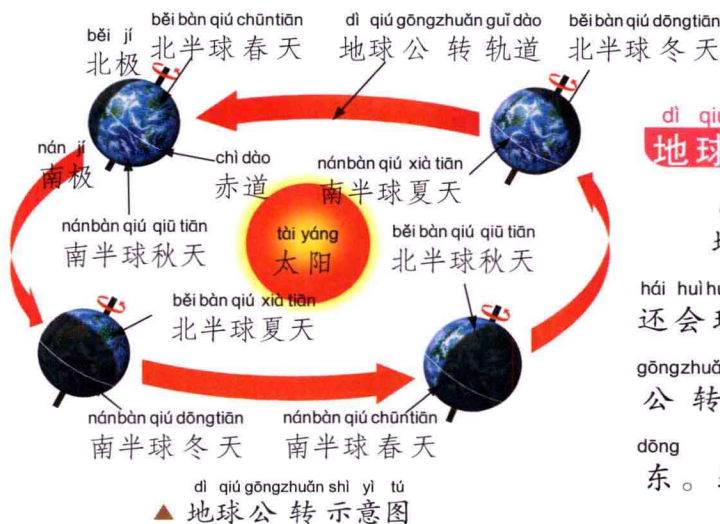 běi bàn qiú chūntiān
北半球春天
dì qiú gōngzhuǎn guǐ dào
地球公转轨道
běi bàn qiú dōngtiān
北半球冬天
běi jí
北极
nán jí
南极
chì dào
赤道
nánbàn qiú xià tiān
南半球夏天
nánbàn qiú qiū tiān
南半球秋天
tài yáng
太阳
běi bàn qiú qiū tiān
北半球秋天
běi bàn qiú xià tiān
北半球夏天
nánbàn qiú dōngtiān
南半球冬天
nánbàn qiú chūntiān
南半球春天
dì qiú gōngzhuǎn shì yì tú
▲ 地球公转示意图
dì
地球
hái huì
还会
gōngzhuǎ
公转
dōng
东。